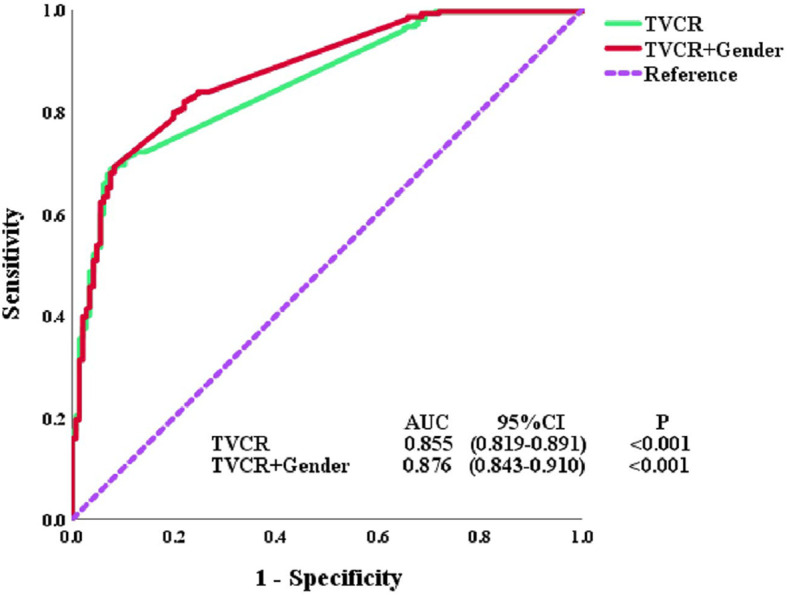 1.0
0.8
0.6
0.4
0.2
0.0
Sensitivity
TVCR
TVCR+Gender
Reference
AUC 95%CI P
TVCR 0.855 (0.819-0.891) <0.001
TVCR+Gender 0.876 (0.843-0.910) <0.001
0.0 0.2 0.4 0.6 0.8 1.0
1 - Specificity